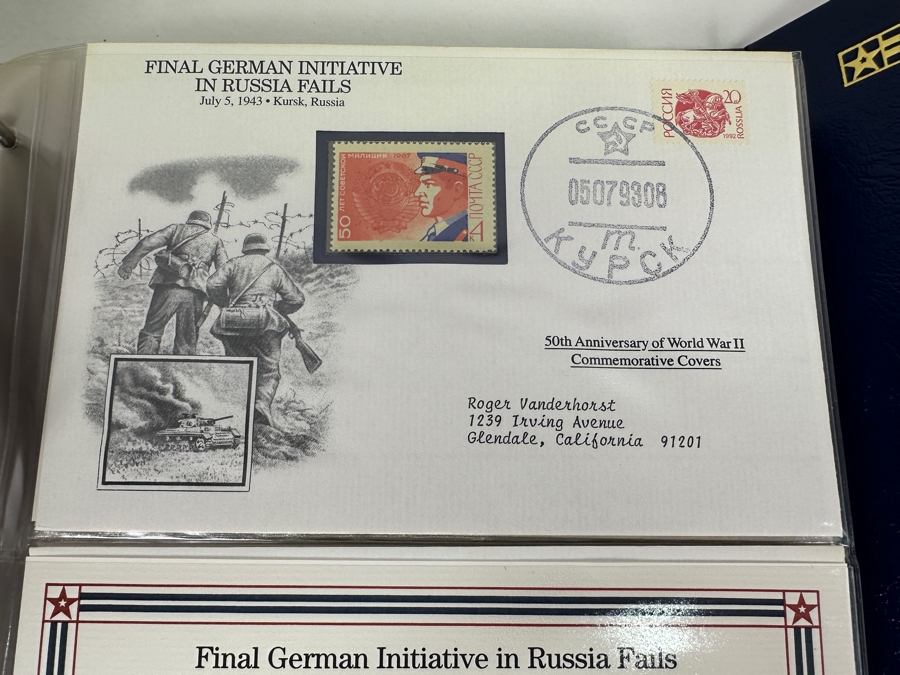 FINAL GERMAN INITIATIVE
IN RUSSIA FAILS
July 5, 1943 • Kursk, Russia
50 ЛЕТ СОВЕТСКОЙ МИЛИЦИИ 1967
ПОЧТА СССР
4
СССР
05079308
т.
КУРСК
РОССИЯ
20
ROSSIJA
1992
50th Anniversary of World War II
Commemorative Covers
Roger Vanderhorst
1239 Irving Avenue
Glendale, California 91201
Final German Initiative in Russia Fails